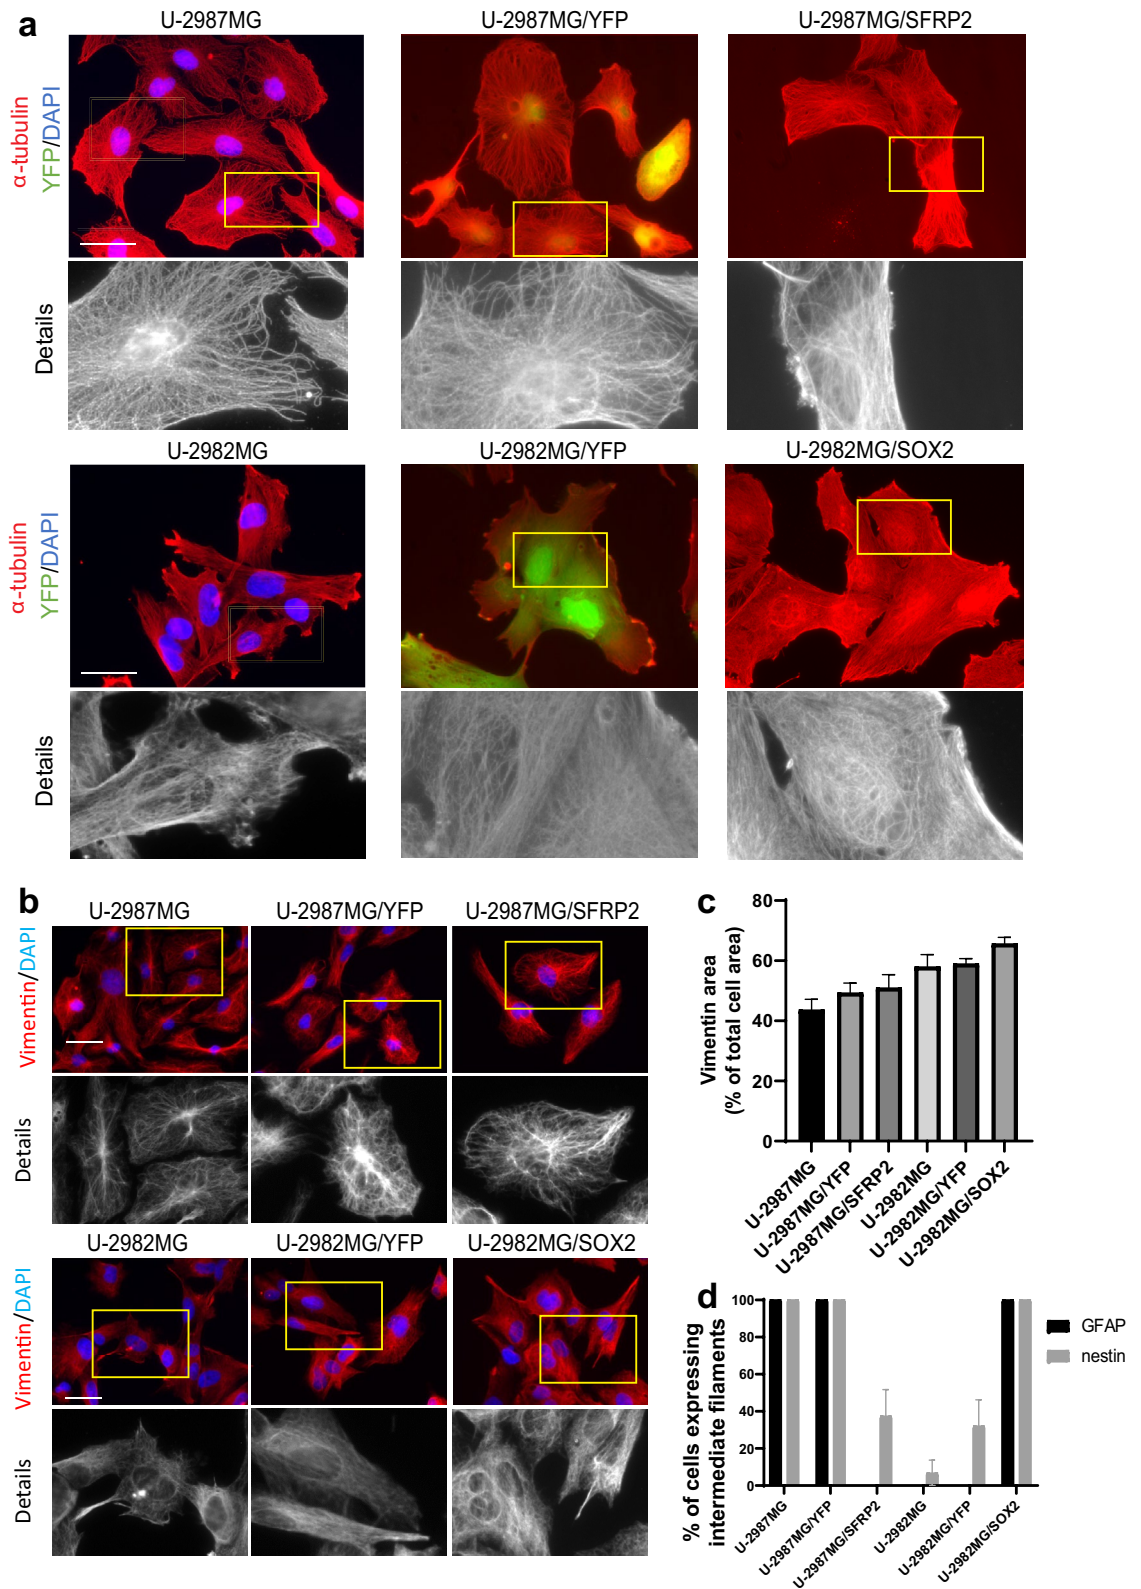 a
U-2987MG
U-2987MG/YFP
U-2987MG/SFRP2
α-tubulin
YFP/DAPI
Details
U-2982MG
U-2982MG/YFP
U-2982MG/SOX2
α-tubulin
YFP/DAPI
Details
b
U-2987MG
U-2987MG/YFP
U-2987MG/SFRP2
Vimentin/DAPI
Details
U-2982MG
U-2982MG/YFP
U-2982MG/SOX2
Vimentin/DAPI
Details
c
Vimentin area
(% of total cell area)
80
60
40
20
0
U-2987MG
U-2987MG/YFP
U-2987MG/SFRP2
U-2982MG
U-2982MG/YFP
U-2982MG/SOX2
d
% of cells expressing
intermediate filaments
100
80
60
40
20
0
U-2987MG
U-2987MG/YFP
U-2987MG/SFRP2
U-2982MG
U-2982MG/YFP
U-2982MG/SOX2
GFAP
nestin